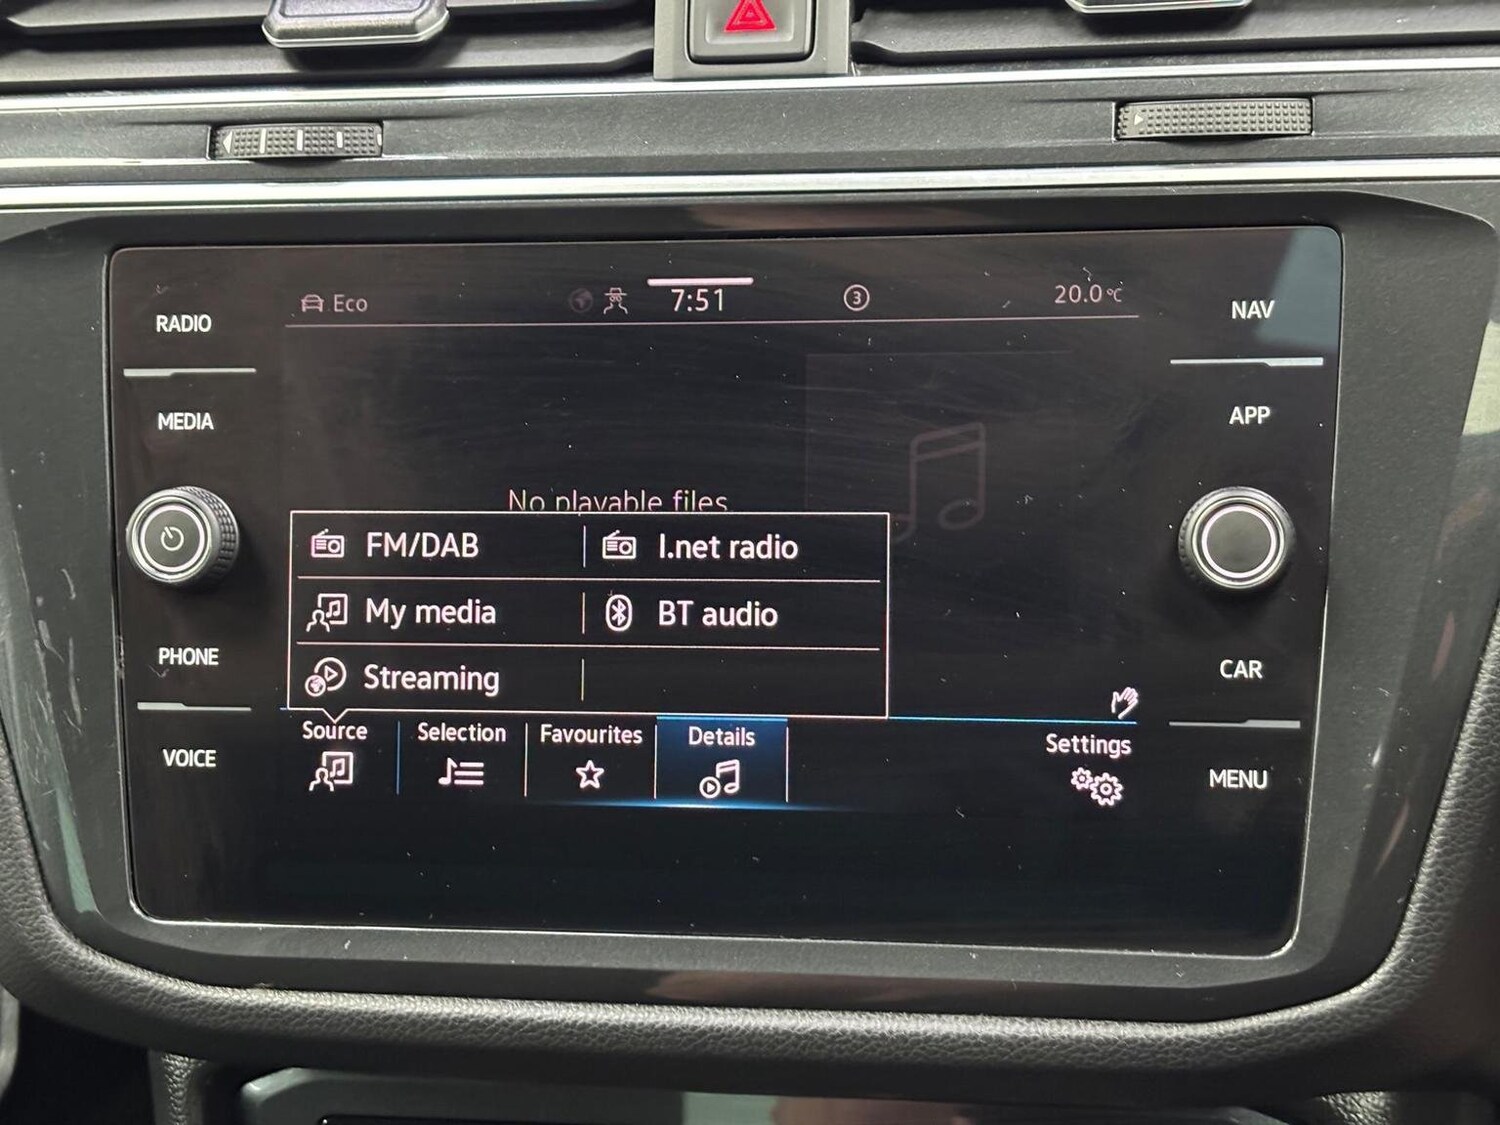 RADIO
MEDIA
PHONE
VOICE
Eco
7:51
3
20.0°C
No playable files.
FM/DAB
I.net radio
My media
BT audio
Streaming
Source
Selection
Favourites
Details
Settings
NAV
APP
CAR
MENU